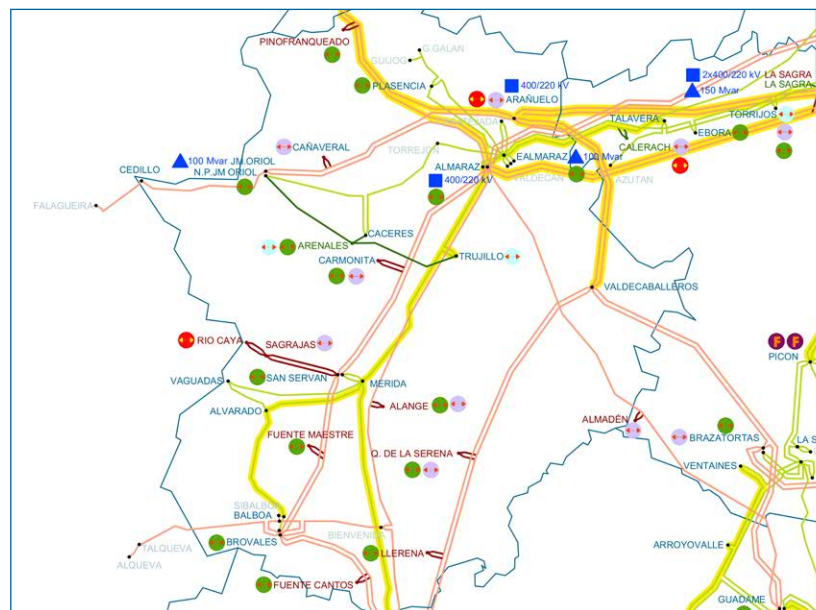 PINOFRANQUEADO
G.GALAN
GUIJOG
PLASENCIA
400/220 kV
ARAÑUELO
2x400/220 kV
150 Mvar
LA SAGRA
LA SAGRA
TALAVERA
TORRIJOS
EBORA
CALERACH
CAÑAVERAL
TORREJON
100 Mvar JM.ORIOL
N.P.JM ORIOL
CEDILLO
FALAGUEIRA
ALMARAZ
EALMARAZ
100 Mvar
VALDECAN
AZUTAN
400/220 kV
CACERES
ARENALES
CARMONITA
TRUJILLO
VALDECABALLEROS
RIO CAYA
SAGRAJAS
PICON
VAGUADAS
SAN SERVAN
MERIDA
ALVARADO
ALANGE
ALMADÉN
FUENTE MAESTRE
Q. DE LA SERENA
BRAZATORTAS
LA S
VENTAINES
BALBOA
BROVALES
BIENVENIDA
LLERENA
TALQUEVA
ALQUEVA
ARROYOVALLE
FUENTE CANTOS
GUADAME